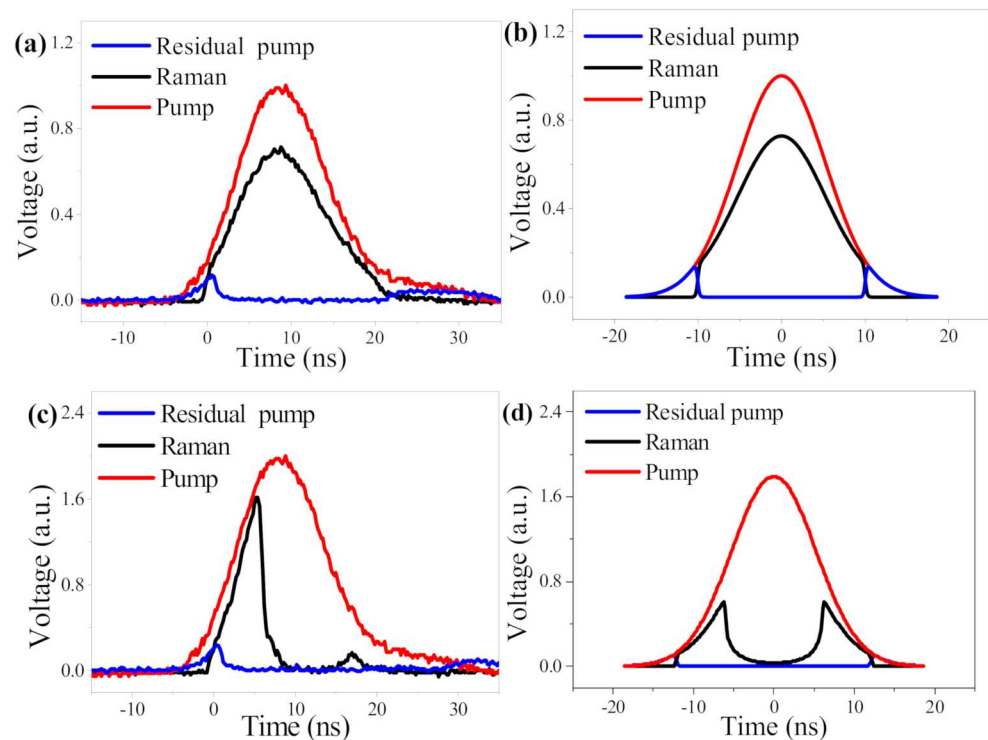 (a)
Residual pump
Raman
Pump
Voltage (a.u.)
1.2
0.8
0.4
0.0
-10 0 10 20 30
Time (ns)
(b)
Residual pump
Raman
Pump
Voltage (a.u.)
1.2
0.8
0.4
0.0
-20 -10 0 10 20
Time (ns)
(c)
Residual pump
Raman
Pump
Voltage (a.u.)
2.4
1.6
0.8
0.0
-10 0 10 20 30
Time (ns)
(d)
Residual pump
Raman
Pump
Voltage (a.u.)
2.4
1.6
0.8
0.0
-20 -10 0 10 20
Time (ns)